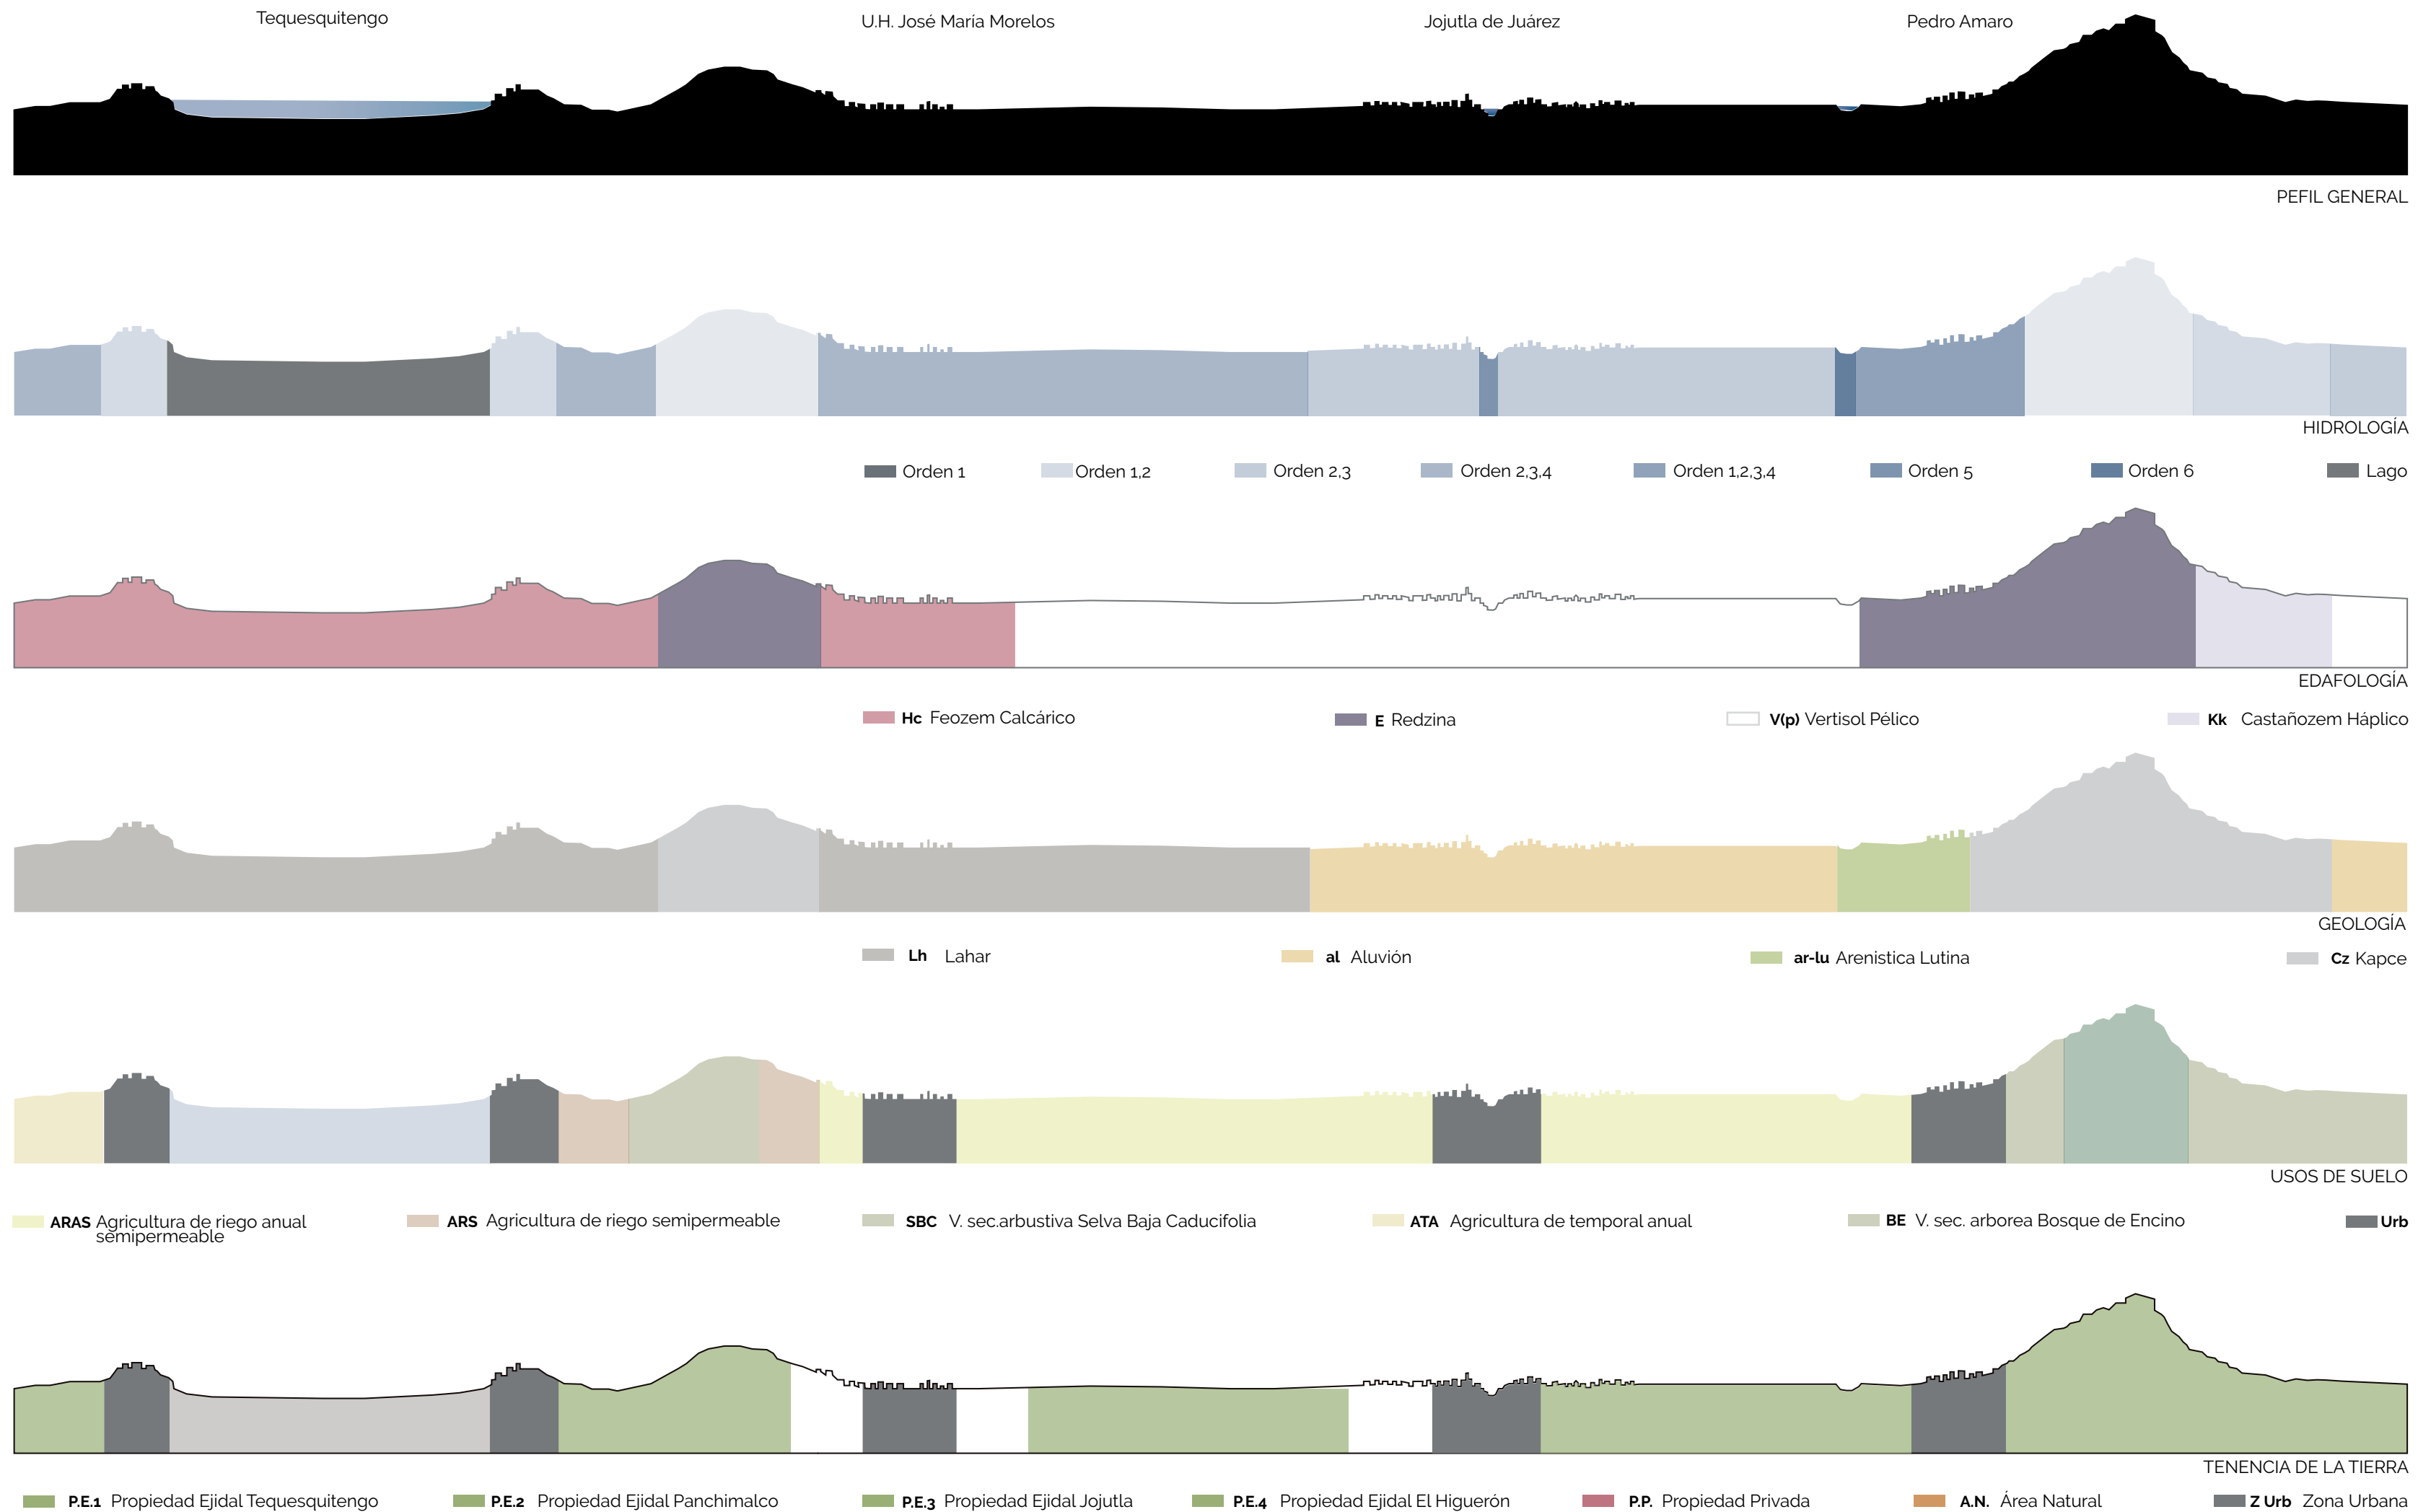 Tequesquitengo
U.H. José María Morelos
Jojutla de Juárez
Pedro Amaro
PEFIL GENERAL
HIDROLOGÍA
Orden 1
Orden 1,2
Orden 2,3
Orden 2,3,4
Orden 1,2,3,4
Orden 5
Orden 6
Lago
EDAFOLOGÍA
Hc Feozem Calcárico
E Redzina
V(p) Vertisol Pélico
Kk Castañozem Háplico
GEOLOGÍA
Lh Lahar
al Aluvión
ar-lu Arenistica Lutina
Cz Kapce
USOS DE SUELO
ARAS Agricultura de riego anual
semipermeable
ARS Agricultura de riego semipermeable
SBC V. sec.arbustiva Selva Baja Caducifolia
ATA Agricultura de temporal anual
BE V. sec. arborea Bosque de Encino
Urb
TENENCIA DE LA TIERRA
P.E.1 Propiedad Ejidal Tequesquitengo
P.E.2 Propiedad Ejidal Panchimalco
P.E.3 Propiedad Ejidal Jojutla
P.E.4 Propiedad Ejidal El Higuerón
P.P. Propiedad Privada
A.N. Área Natural
Z Urb Zona Urbana